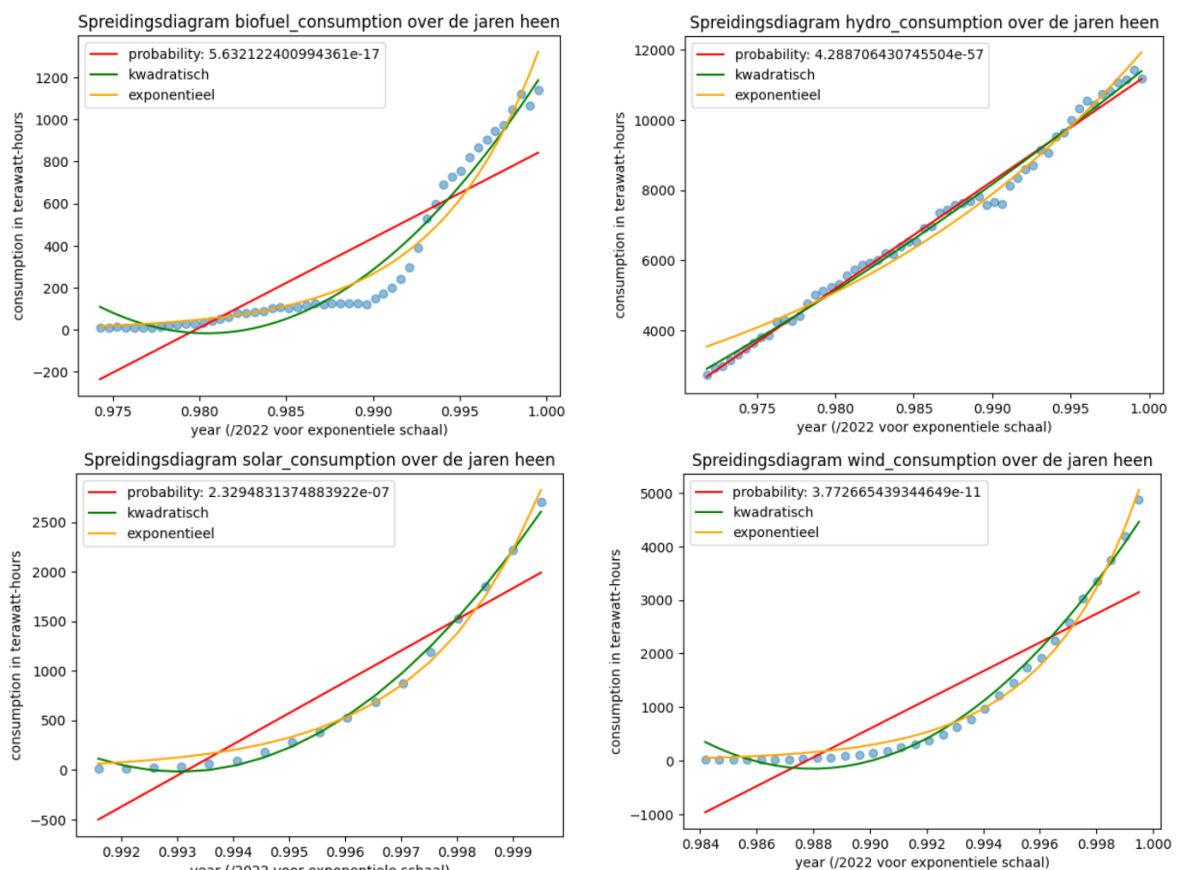 Spreidingsdiagram biofuel_consumption over de jaren heen
consumption in terawatt-hours
1200
1000
800
600
400
200
0
−200
probability: 5.632122400994361e-17
kwadratisch
exponentieel
0.975 0.980 0.985 0.990 0.995 1.000
year (/2022 voor exponentiele schaal)
Spreidingsdiagram hydro_consumption over de jaren heen
consumption in terawatt-hours
12000
10000
8000
6000
4000
probability: 4.288706430745504e-57
kwadratisch
exponentieel
0.975 0.980 0.985 0.990 0.995 1.000
year (/2022 voor exponentiele schaal)
Spreidingsdiagram solar_consumption over de jaren heen
consumption in terawatt-hours
2500
2000
1500
1000
500
0
−500
probability: 2.3294831374883922e-07
kwadratisch
exponentieel
0.992 0.993 0.994 0.995 0.996 0.997 0.998 0.999
year (/2022 voor exponentiele schaal)
Spreidingsdiagram wind_consumption over de jaren heen
consumption in terawatt-hours
5000
4000
3000
2000
1000
0
−1000
probability: 3.772665439344649e-11
kwadratisch
exponentieel
0.984 0.986 0.988 0.990 0.992 0.994 0.996 0.998 1.000
year (/2022 voor exponentiele schaal)